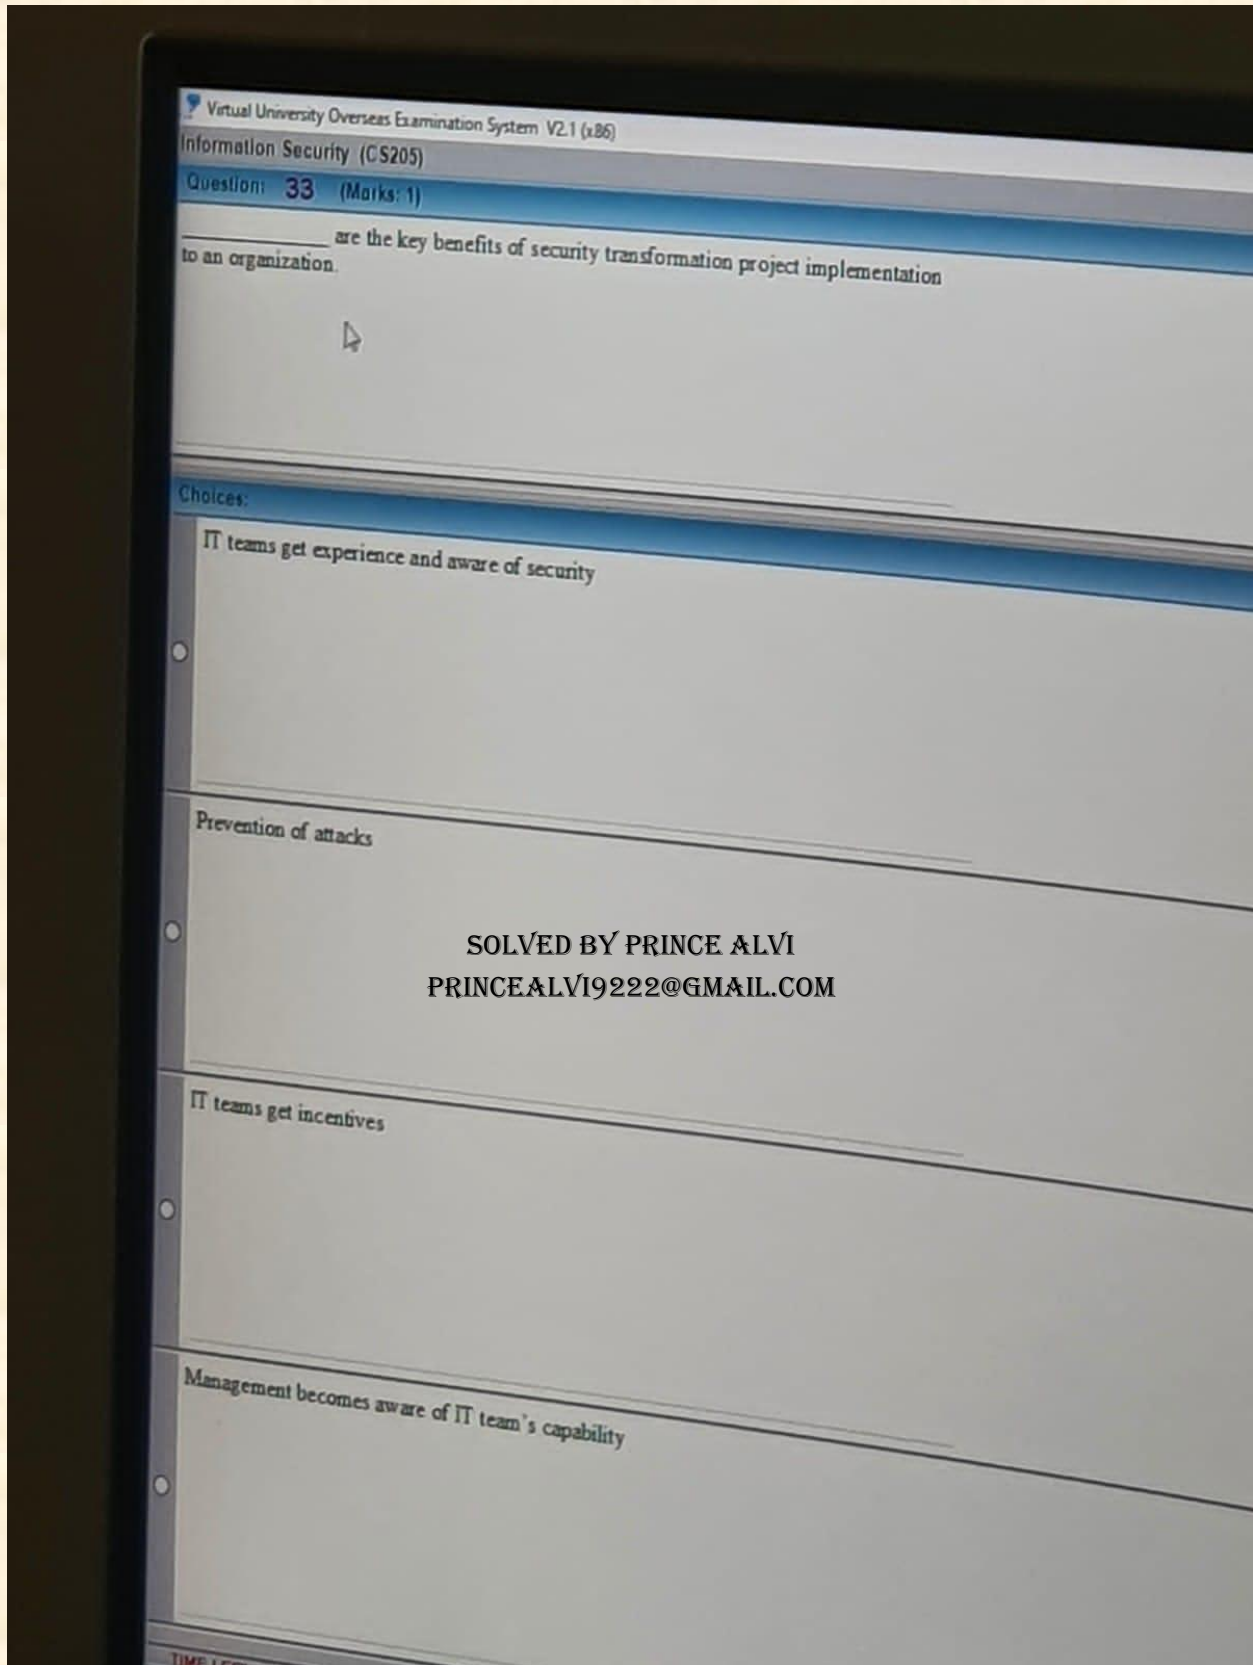 Virtual University Overseas Examination System V2.1 (x86)
Information Security (CS205)
Question: 33 (Marks: 1)
____________ are the key benefits of security transformation project implementation
to an organization.
Choices:
IT teams get experience and aware of security
Prevention of attacks
SOLVED BY PRINCE ALVI
PRINCEALVI9222@GMAIL.COM
IT teams get incentives
Management becomes aware of IT team's capability
TIME